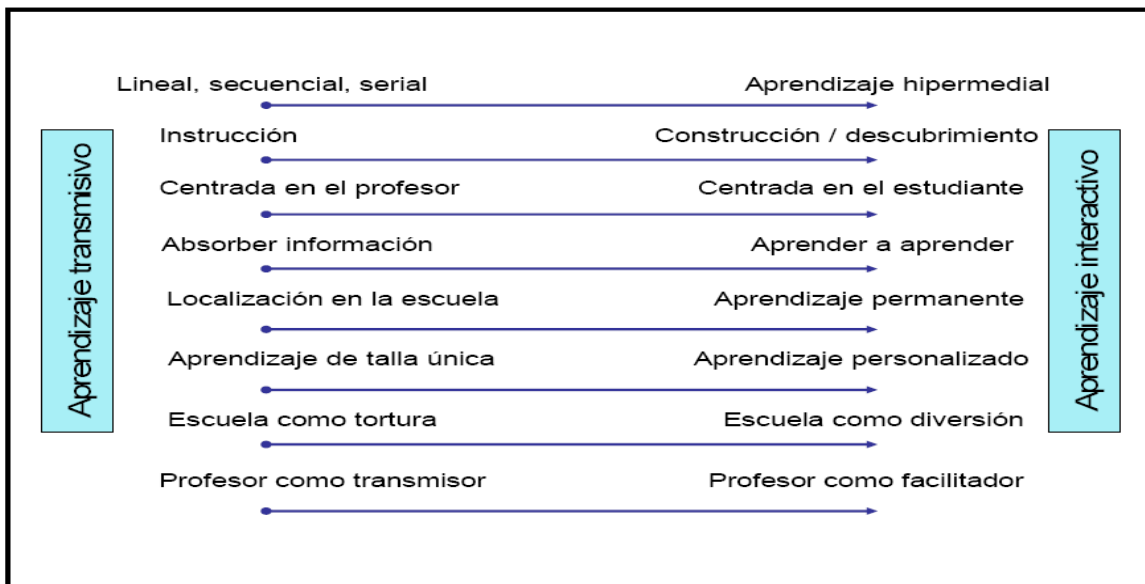 Lineal, secuencial, serial
Aprendizaje hipermedial
Instrucción
Construcción / descubrimiento
Centrada en el profesor
Centrada en el estudiante
Absorber información
Aprender a aprender
Localización en la escuela
Aprendizaje permanente
Aprendizaje de talla única
Aprendizaje personalizado
Escuela como tortura
Escuela como diversión
Profesor como transmisor
Profesor como facilitador
Aprendizaje transmisivo
Aprendizaje interactivo